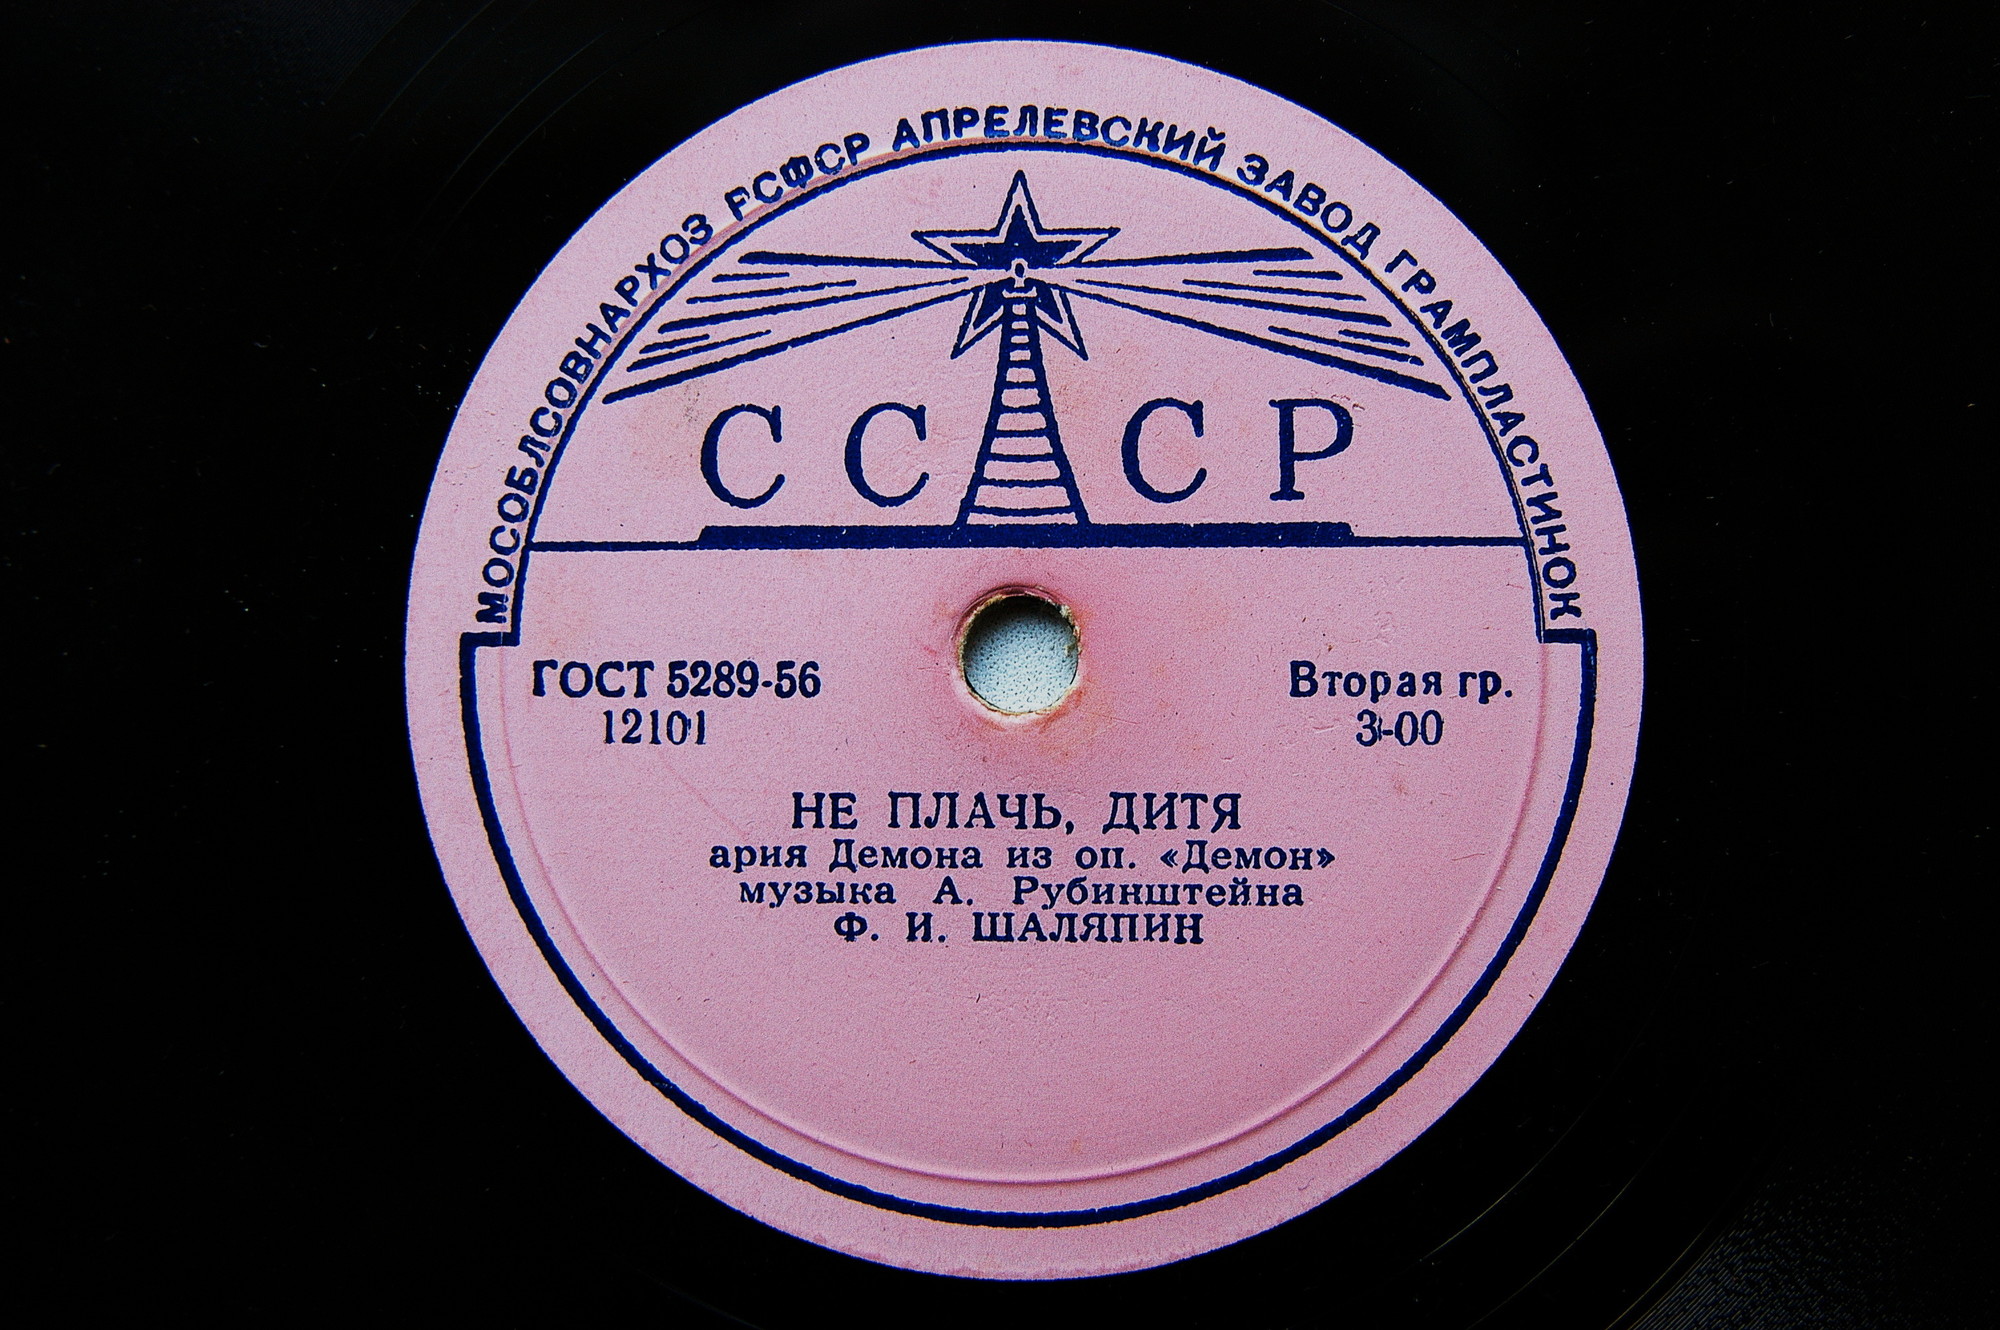 МОСОБЛСОВНАРХОЗ РСФСР АПРЕЛЕВСКИЙ ЗАВОД ГРАМПЛАСТИНОК
СССР
ГОСТ 5289-56
12101
Вторая гр.
3-00
НЕ ПЛАЧЬ, ДИТЯ
ария Демона из оп. «Демон»
музыка А. Рубинштейна
Ф. И. ШАЛЯПИН